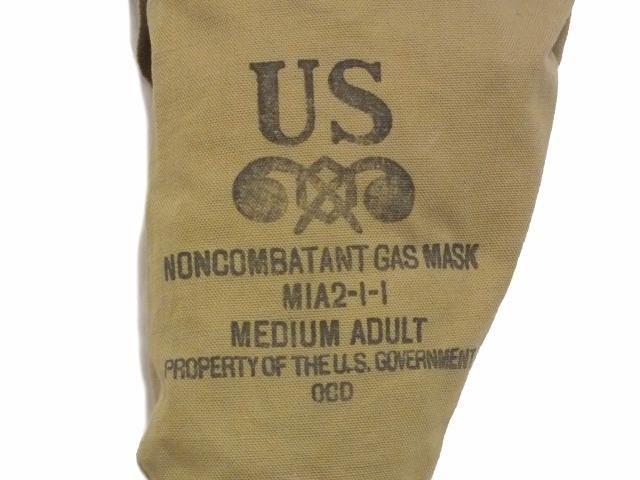 US
NONCOMBATANT GAS MASK
M1A2-1-1
MEDIUM ADULT
PROPERTY OF THE U.S. GOVERNMENT
OCD